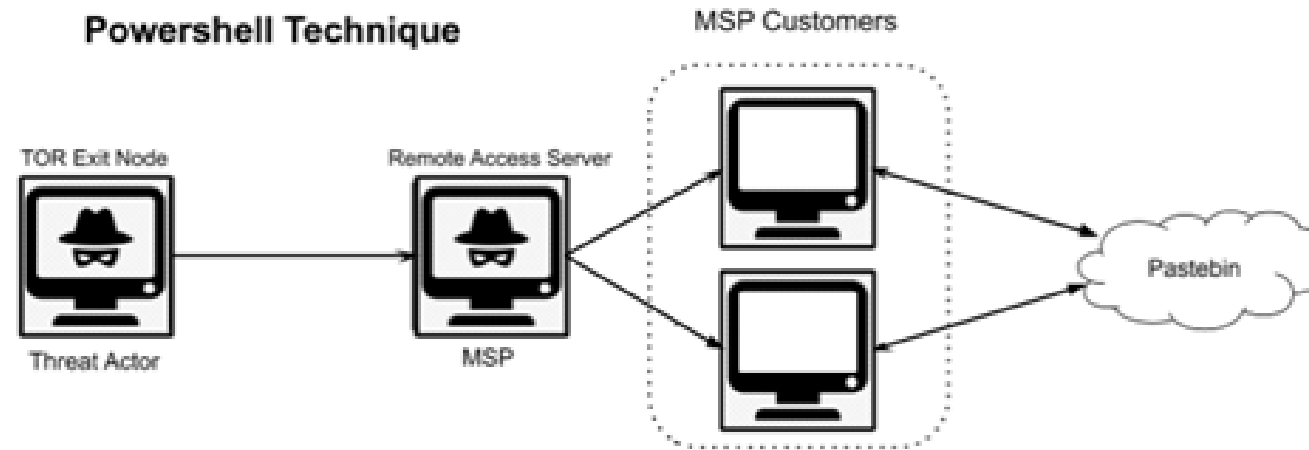 Powershell Technique
MSP Customers
TOR Exit Node
Remote Access Server
Pastebin
Threat Actor
MSP